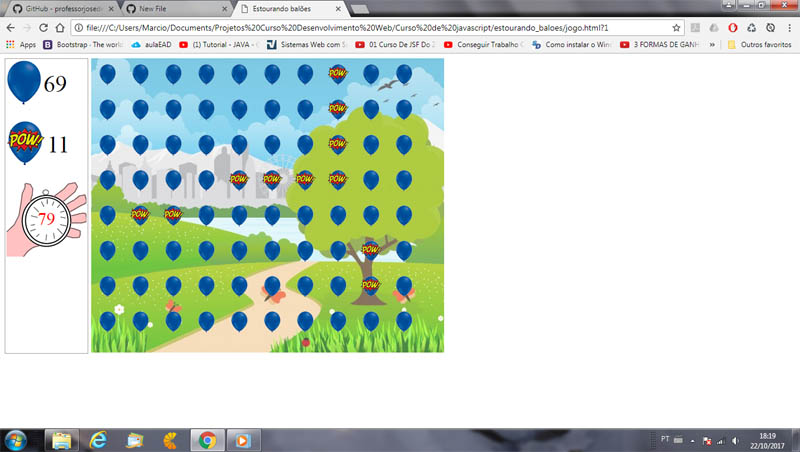 GitHub - professorjosedi
New File
Estourando balões
file:///C:/Users/Marcio/Documents/Projetos%20Curso%20Desenvolvimento%20Web/Curso%20de%20javascript/estourando_baloes/jogo.html?1
Apps Bootstrap - The world aulaEAD (1) Tutorial - JAVA - C Sistemas Web com S 01 Curso De JSF Do Z Conseguir Trabalho C Como instalar o Wind 3 FORMAS DE GANH » Outros favoritos
69
POW!
11
79
POW!
POW!
POW!
POW! POW! POW! POW!
POW! POW!
POW!
POW!
PT
18:19
22/10/2017